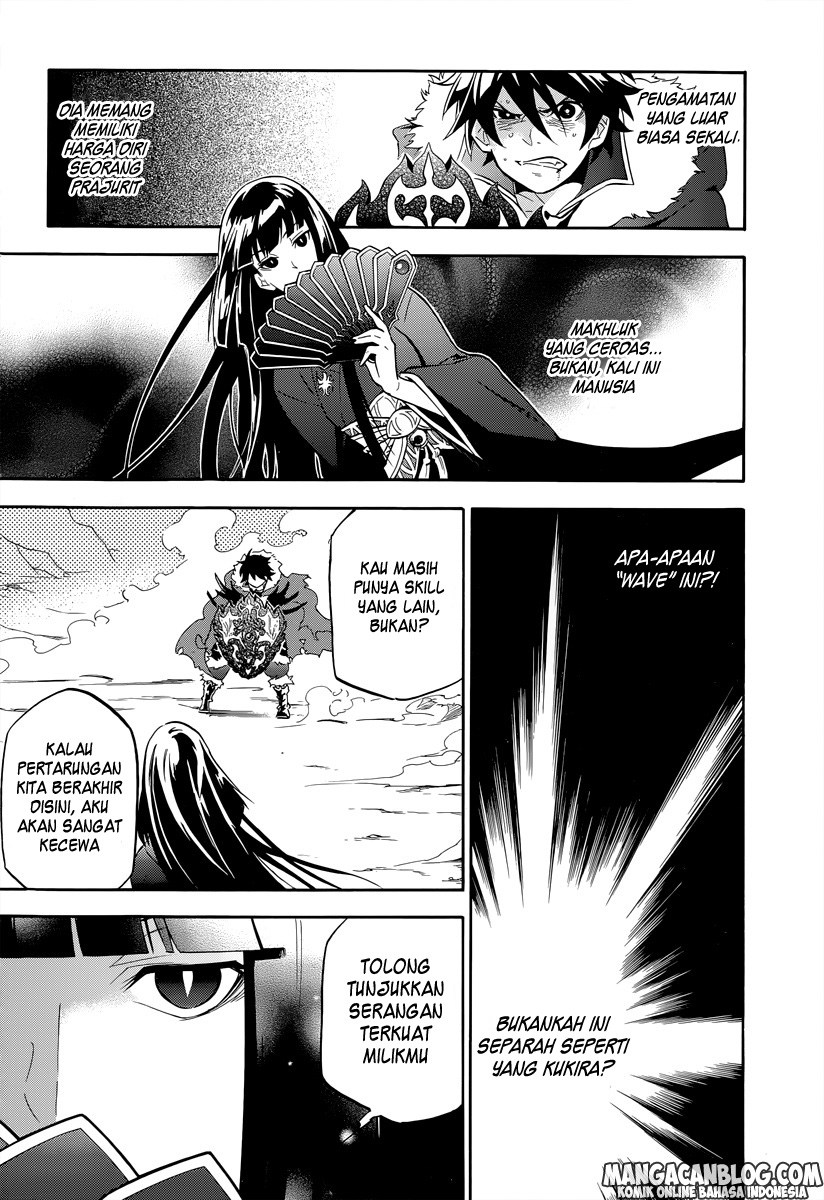 PENGAMATAN
YANG LUAR
BIASA SEKALI.
DIA MEMANG
MEMILIKI
HARGA DIRI
SEORANG
PRAJURIT
MAKHLUK
YANG CERDAS...
BUKAN, KALI INI
MANUSIA
APA-APAAN
"WAVE" INI?!
BUKANKAH INI
SEPARAH SEPERTI
YANG KUKIRA?
KAU MASIH
PUNYA SKILL
YANG LAIN,
BUKAN?
KALAU
PERTARUNGAN
KITA BERAKHIR
DISINI, AKU
AKAN SANGAT
KECEWA
TOLONG
TUNJUKKAN
SERANGAN
TERKUAT
MILIKMU
MANGACANBLOG.COM
KOMIK ONLINE BAHASA INDONESIA